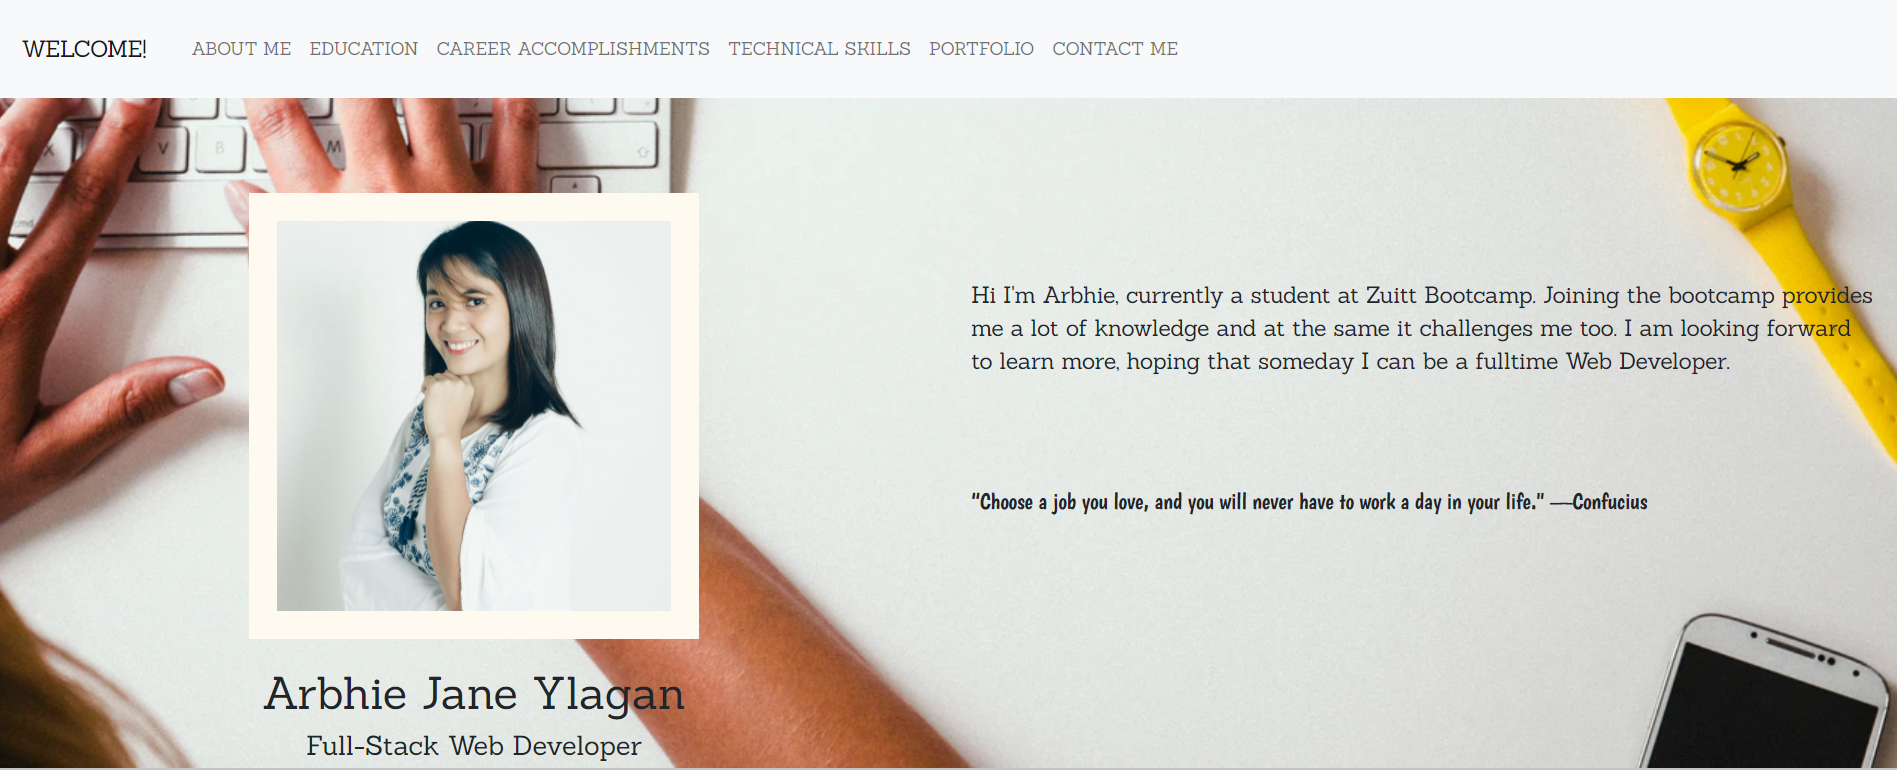 WELCOME! ABOUT ME EDUCATION CAREER ACCOMPLISHMENTS TECHNICAL SKILLS PORTFOLIO CONTACT ME
X V B M
cmd
Hi I'm Arbhie, currently a student at Zuitt Bootcamp. Joining the bootcamp provides
me a lot of knowledge and at the same it challenges me too. I am looking forward
to learn more, hoping that someday I can be a fulltime Web Developer.
"Choose a job you love, and you will never have to work a day in your life." —Confucius
Arbhie Jane Ylagan
Full-Stack Web Developer